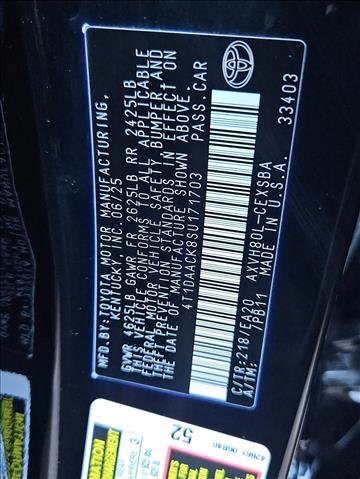 MFD.BY:TOYOTA MOTOR MANUFACTURING,
KENTUCKY, INC. 06/25
GVWR 4625LB GAWR FR 2625LB RR 2425LB
THIS VEHICLE CONFORMS TO ALL APPLICABLE
FEDERAL MOTOR VEHICLE SAFETY BUMPER AND
THEFT PREVENTION STANDARDS IN EFFECT ON
THE DATE OF MANUFACTURE SHOWN ABOVE.
4T1DAACK8SU171703 PASS.CAR
C/TR:218/EA20 AXVH80L-CEXSBA
A/TM: /PB11 MADE IN U.S.A.
33403
52